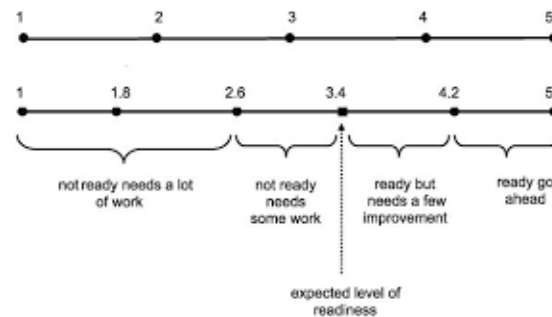 1 2 3 4 5
1 1.8 2.6 3.4 4.2 5
not ready needs a lot
of work
not ready
needs
some work
ready but
needs a few
improvement
ready go
ahead
expected level of
readiness